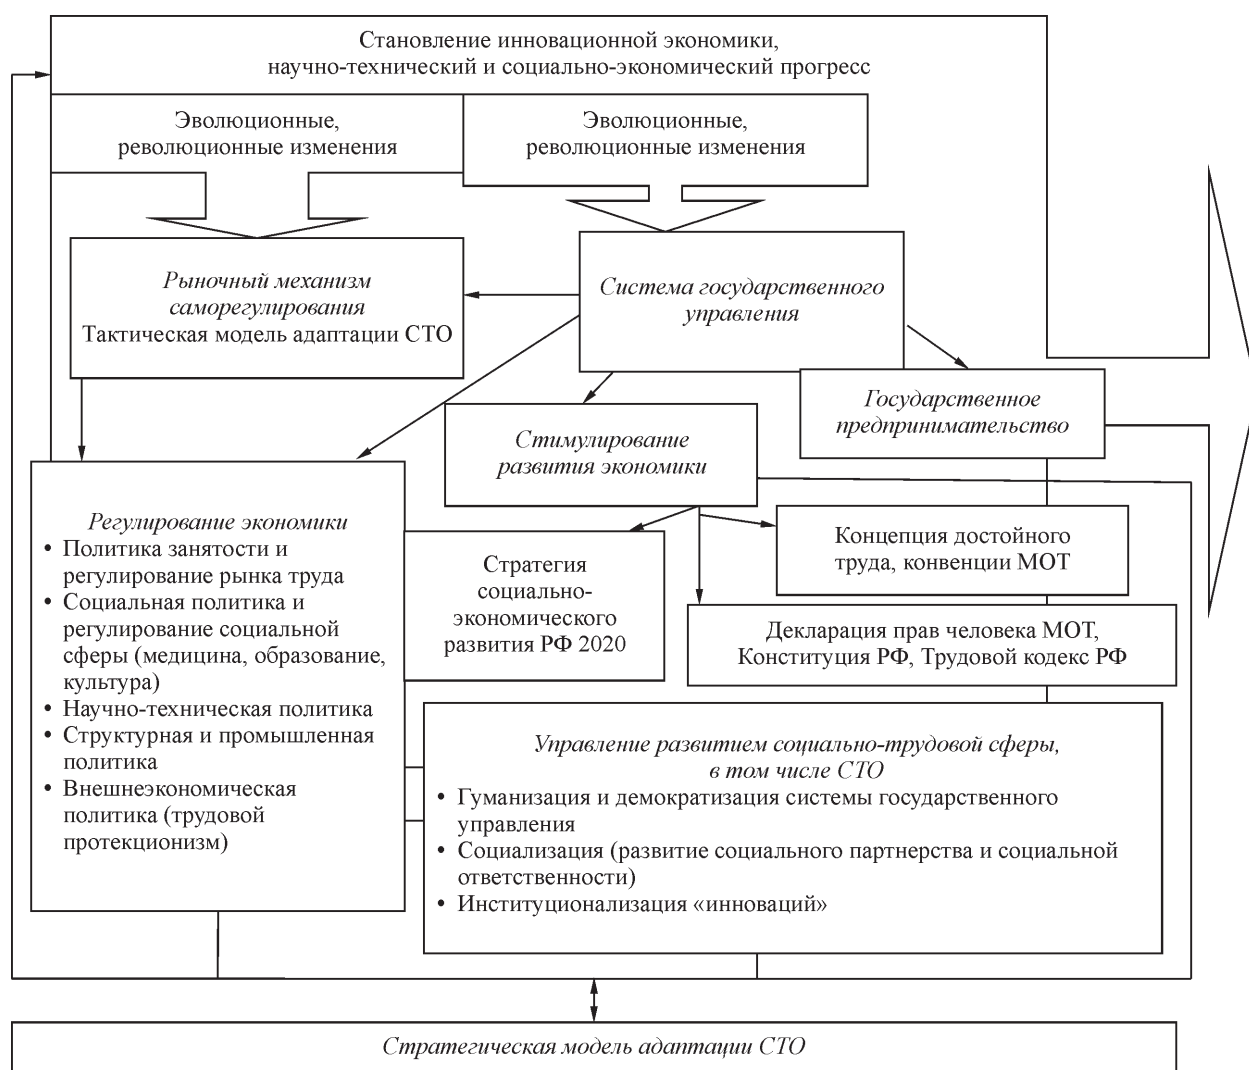 Становление инновационной экономики,
научно-технический и социально-экономический прогресс
Эволюционные,
революционные изменения
Эволюционные,
революционные изменения
Рыночный механизм
саморегулирования
Тактическая модель адаптации СТО
Система государственного
управления
Государственное
предпринимательство
Стимулирование
развития экономики
Регулирование экономики
• Политика занятости и
регулирование рынка труда
• Социальная политика и
регулирование социальной
сферы (медицина, образование,
культура)
• Научно-техническая политика
• Структурная и промышленная
политика
• Внешнеэкономическая
политика (трудовой
протекционизм)
Стратегия
социально-
экономического
развития РФ 2020
Концепция достойного
труда, конвенции МОТ
Декларация прав человека МОТ,
Конституция РФ, Трудовой кодекс РФ
Управление развитием социально-трудовой сферы,
в том числе СТО
• Гуманизация и демократизация системы государственного
управления
• Социализация (развитие социального партнерства и социальной
ответственности)
• Институционализация «инноваций»
Стратегическая модель адаптации СТО